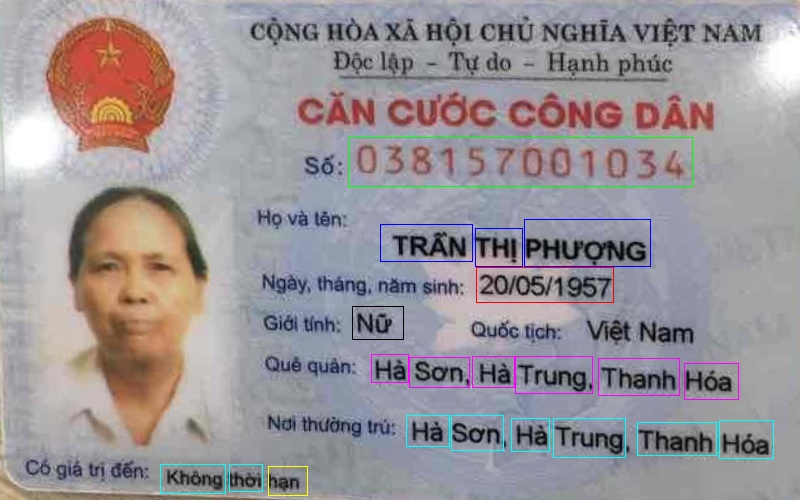 CỘNG HÒA XÃ HỘI CHỦ NGHĨA VIỆT NAM
Độc lập - Tự do - Hạnh phúc
CĂN CƯỚC CÔNG DÂN
Số: 038157001034
Họ và tên:
TRẦN THỊ PHƯỢNG
Ngày, tháng, năm sinh: 20/05/1957
Giới tính: Nữ Quốc tịch: Việt Nam
Quê quán: Hà Sơn, Hà Trung, Thanh Hóa
Nơi thường trú: Hà Sơn, Hà Trung, Thanh Hóa
Có giá trị đến: Không thời hạn